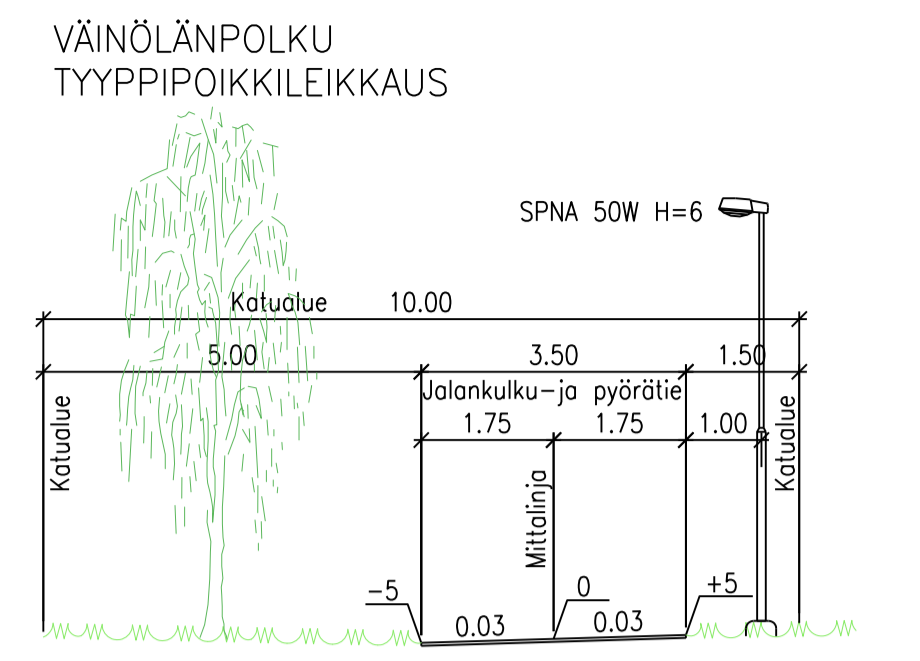 VÄINÖLÄNPOLKU
TYYPPIPOIKKILEIKKAUS
SPNA 50W H=6
Katualue 10.00
5.00 3.50 1.50
Jalankulku-ja pyörätie
1.75 1.75 1.00
Katualue
Mittalinja
Katualue
-5 0 +5
0.03 0.03